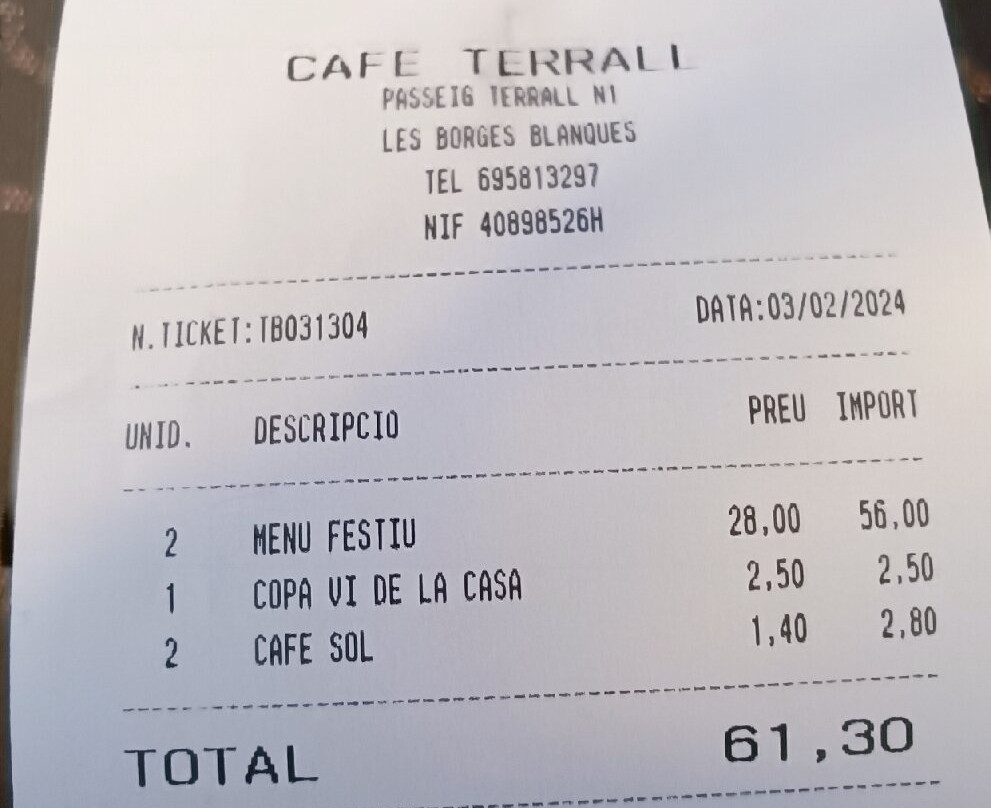 CAFE TERRALL
PASSEIG TERRALL N1
LES BORGES BLANQUES
TEL 695813297
NIF 40898526H
N.TICKET:TB031304 DATA:03/02/2024
UNID. DESCRIPCIO PREU IMPORT
2 MENU FESTIU 28,00 56,00
1 COPA VI DE LA CASA 2,50 2,50
2 CAFE SOL 1,40 2,80
TOTAL 61,30